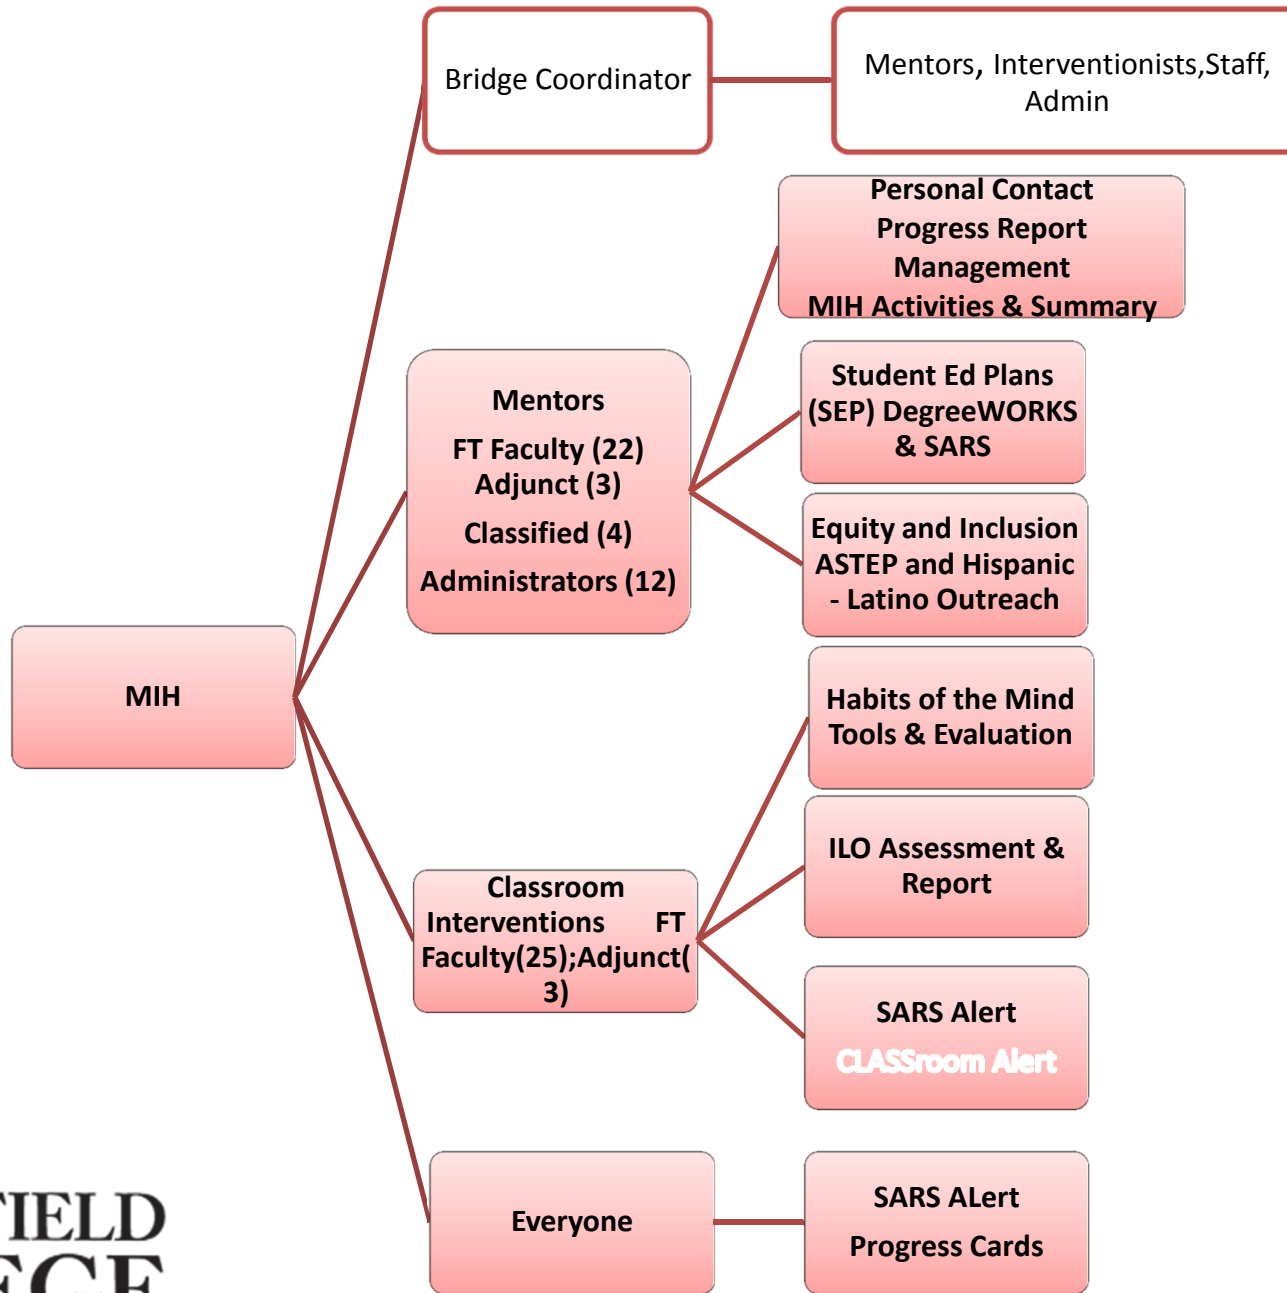 Bridge Coordinator
Mentors, Interventionists,Staff,
Admin
Personal Contact
Progress Report
Management
MIH Activities & Summary
Mentors
FT Faculty (22)
Adjunct (3)
Classified (4)
Administrators (12)
Student Ed Plans
(SEP) DegreeWORKS
& SARS
Equity and Inclusion
ASTEP and Hispanic
- Latino Outreach
MIH
Habits of the Mind
Tools & Evaluation
ILO Assessment &
Report
Classroom
Interventions FT
Faculty(25);Adjunct(
3)
SARS Alert
CLASSroom Alert
Everyone
SARS ALert
Progress Cards
FIELD
EGE